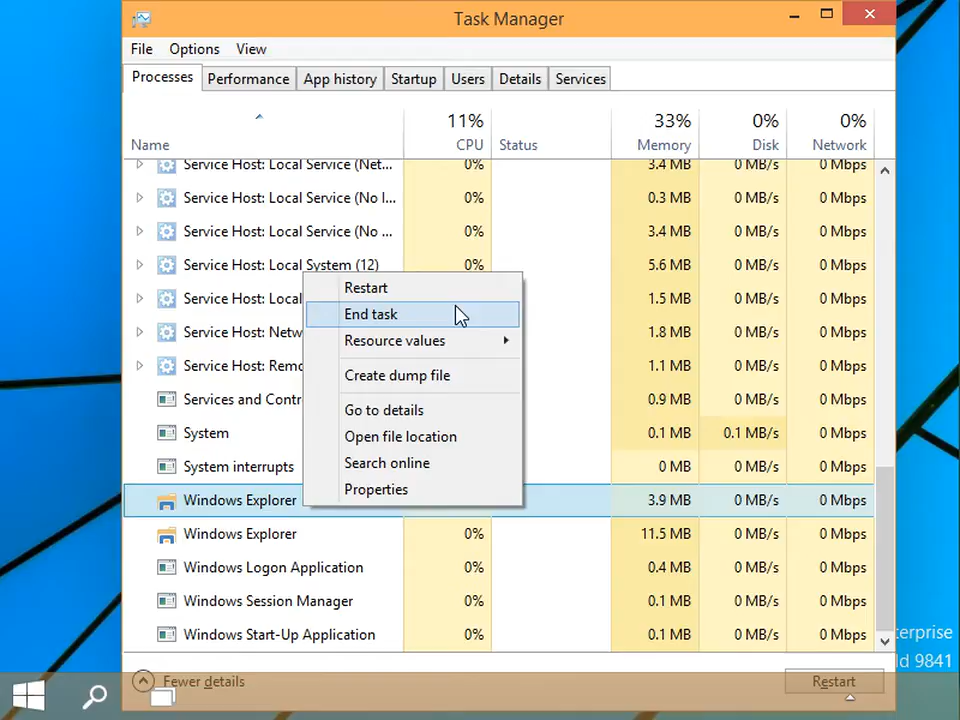 Task Manager
File Options View
Processes Performance App history Startup Users Details Services
11% 33% 0% 0%
Name CPU Status Memory Disk Network
Service Host: Local Service (Net... 0% 3.4 MB 0 MB/s 0 Mbps
Service Host: Local Service (No I... 0% 0.3 MB 0 MB/s 0 Mbps
Service Host: Local Service (No ... 0% 3.4 MB 0 MB/s 0 Mbps
Service Host: Local System (12) 0% 5.6 MB 0 MB/s 0 Mbps
Service Host: Local 1.5 MB 0 MB/s 0 Mbps
Service Host: Netw 1.8 MB 0 MB/s 0 Mbps
Service Host: Remo 1.1 MB 0 MB/s 0 Mbps
Services and Contr 0.9 MB 0 MB/s 0 Mbps
System 0.1 MB 0.1 MB/s 0 Mbps
System interrupts 0 MB 0 MB/s 0 Mbps
Windows Explorer 3.9 MB 0 MB/s 0 Mbps
Windows Explorer 0% 11.5 MB 0 MB/s 0 Mbps
Windows Logon Application 0% 0.4 MB 0 MB/s 0 Mbps
Windows Session Manager 0% 0.1 MB 0 MB/s 0 Mbps
Windows Start-Up Application 0% 0.1 MB 0 MB/s 0 Mbps
Restart
End task
Resource values
Create dump file
Go to details
Open file location
Search online
Properties
Fewer details Restart
terprise
ld 9841